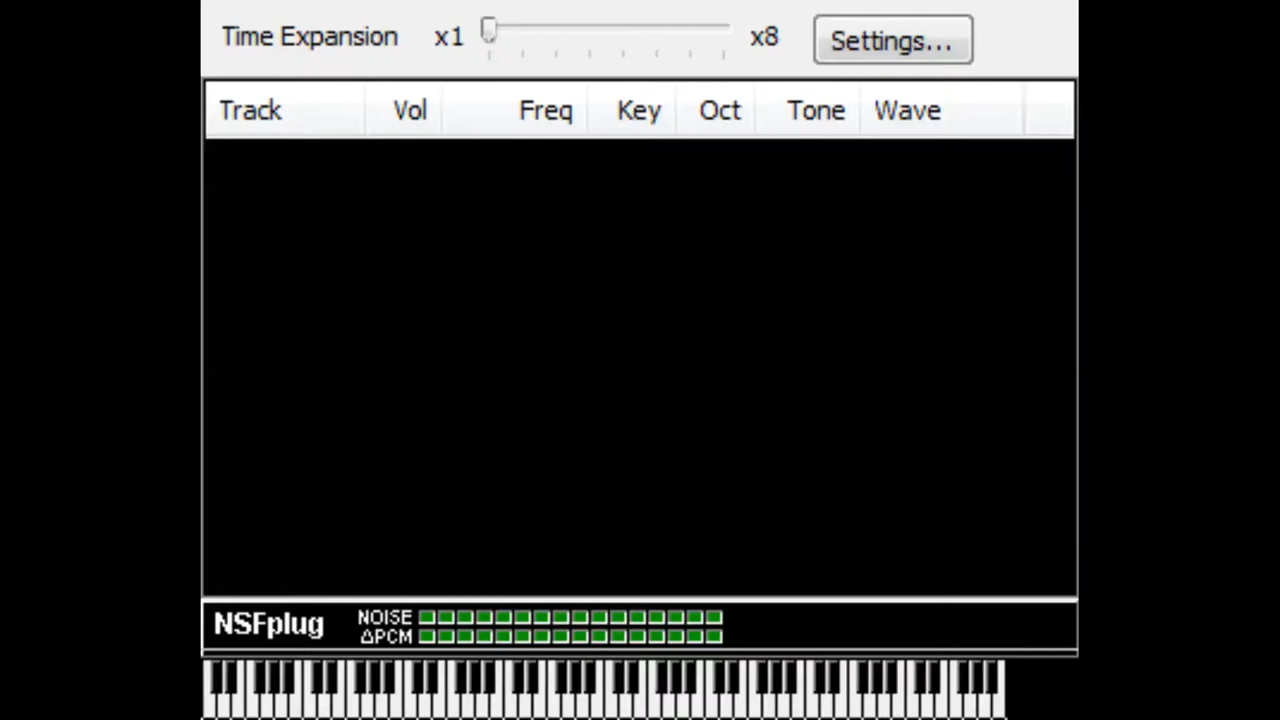 Time Expansion x1 x8 Settings...
Track Vol Freq Key Oct Tone Wave
NSFplug NOISE
ΔPCM